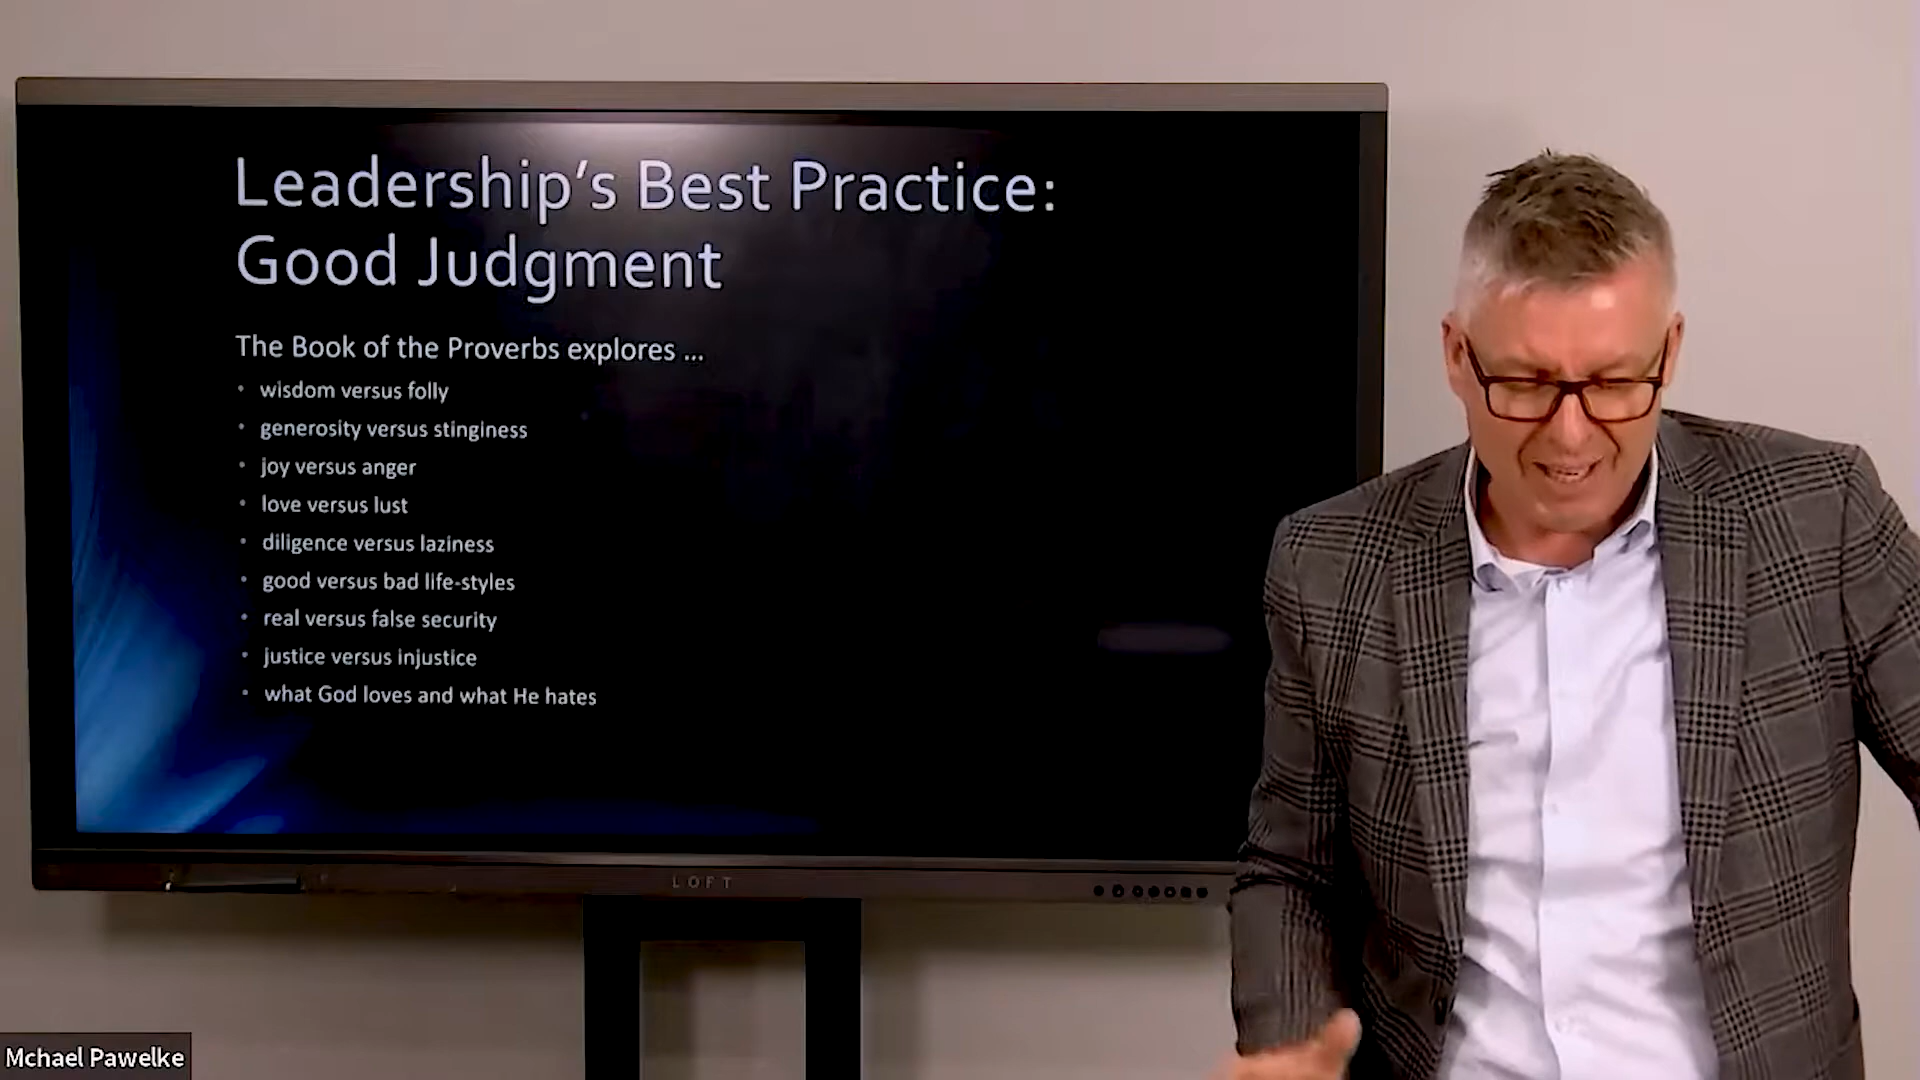 Leadership's Best Practice:
Good Judgment
The Book of the Proverbs explores ...
• wisdom versus folly
• generosity versus stinginess
• joy versus anger
• love versus lust
• diligence versus laziness
• good versus bad life-styles
• real versus false security
• justice versus injustice
• what God loves and what He hates
LOFT
Mchael Pawelke